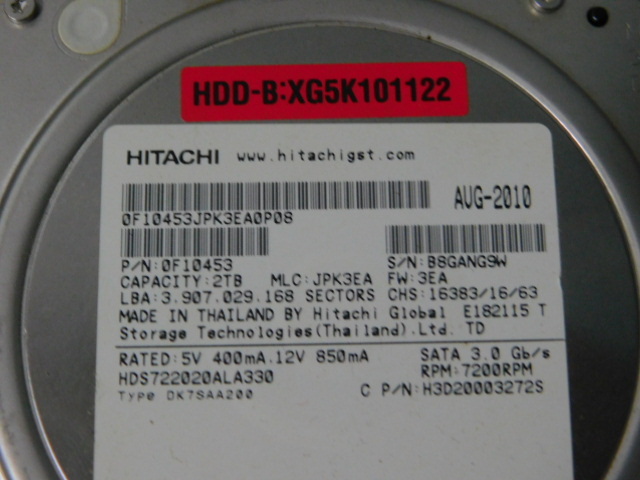 HDD-B:XG5K101122
HITACHI www.hitachigst.com
AUG-2010
0F10453JPK3EA0P08
P/N:0F10453 S/N:B8GANG9W
CAPACITY:2TB MLC:JPK3EA FW:3EA
LBA:3.907.029.168 SECTORS CHS:16383/16/63
MADE IN THAILAND BY Hitachi Global E182115 T
Storage Technologies(Thailand).Ltd. TD
RATED:5V 400mA.12V 850mA SATA 3.0 Gb/s
HDS722020ALA330 RPM:7200RPM
Type DK7SAA200 C P/N:H3D20003272S